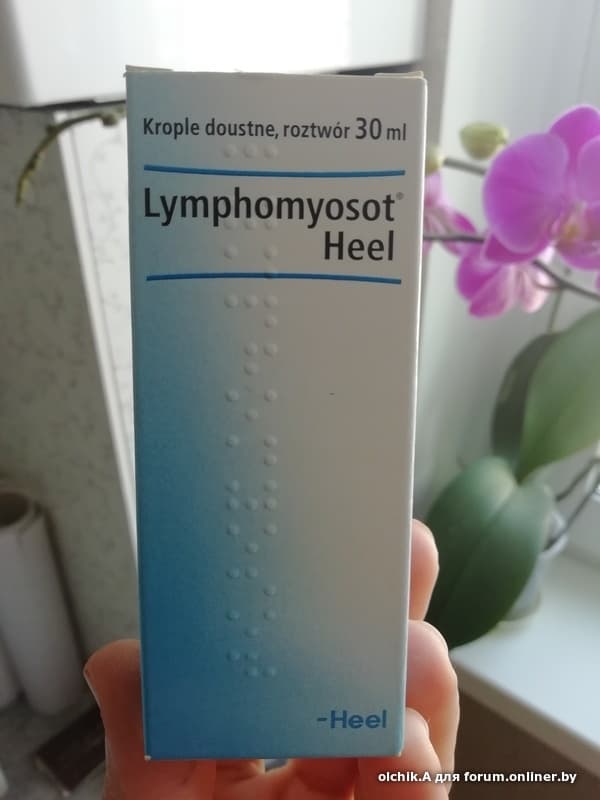 Krople doustne, roztwór 30 ml
Lymphomyosot®
Heel
-Heel
olchik.A для forum.onliner.by